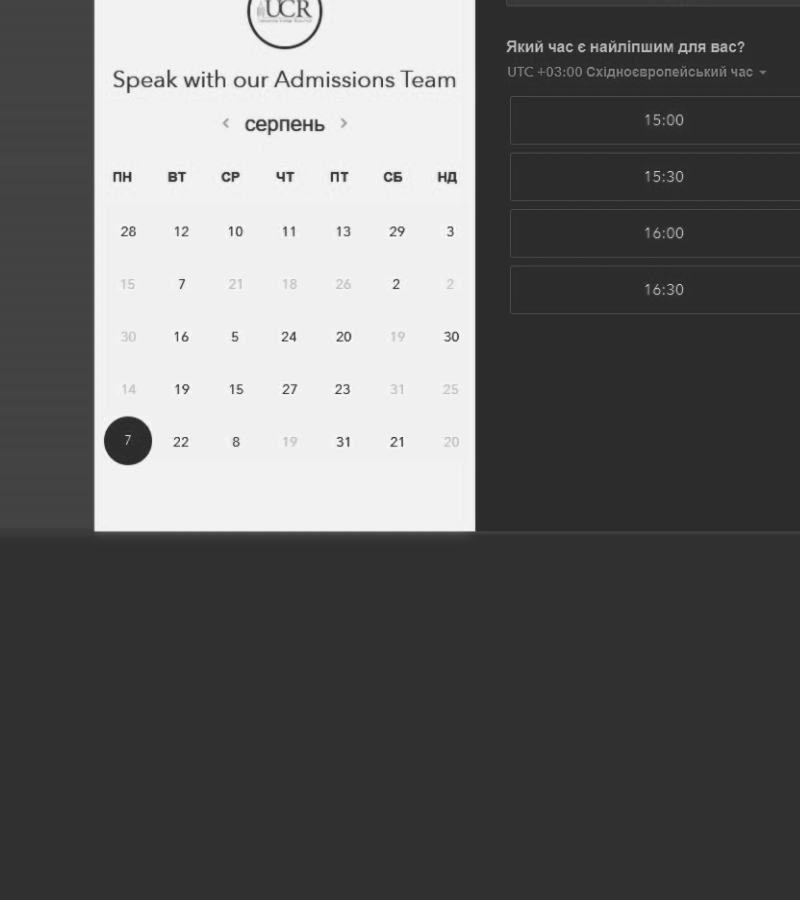 UCR
Speak with our Admissions Team
серпень
ПН ВТ СР ЧТ ПТ СБ НД
28 12 10 11 13 29 3
15 7 21 18 26 2 2
30 16 5 24 20 19 30
14 19 15 27 23 31 25
7 22 8 19 31 21 20
Який час є найліпшим для вас?
UTC +03:00 Східноєвропейський час
15:00
15:30
16:00
16:30